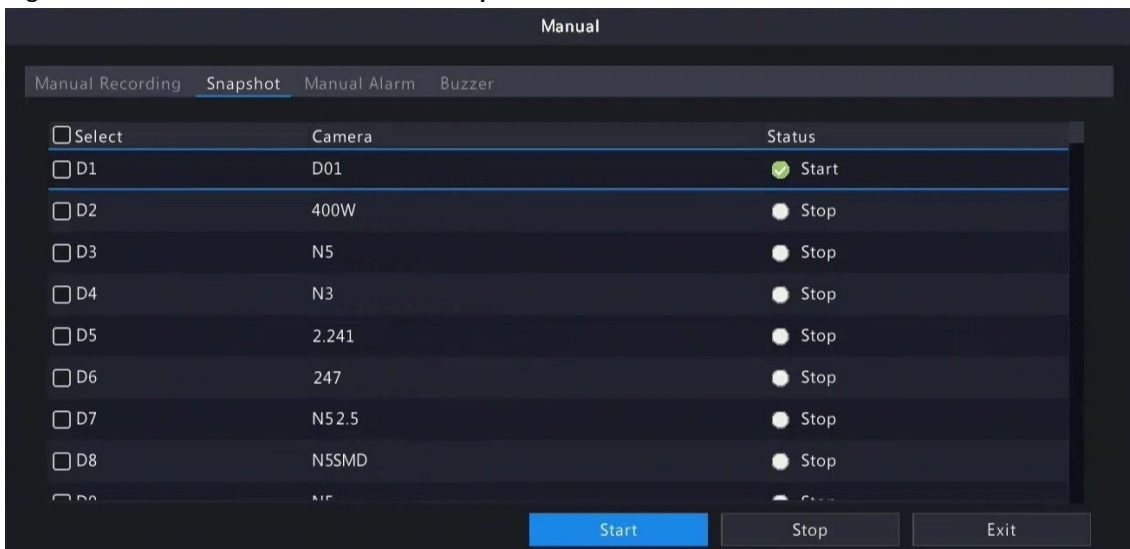 Manual
Manual Recording Snapshot Manual Alarm Buzzer
Select Camera Status
D1 D01 Start
D2 400W Stop
D3 N5 Stop
D4 N3 Stop
D5 2.241 Stop
D6 247 Stop
D7 N52.5 Stop
D8 N5SMD Stop
Start Stop Exit